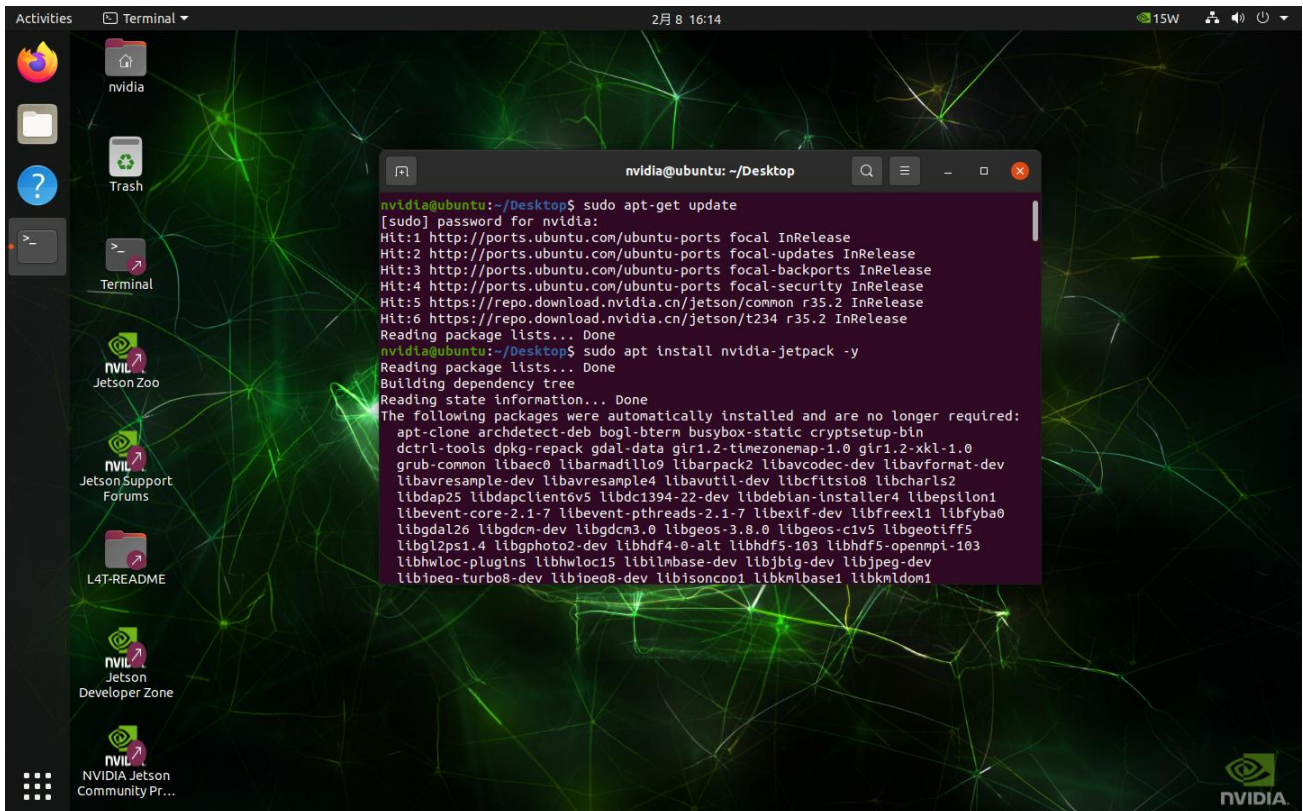 Activities
Terminal
2月 8 16:14
15W
nvidia
Trash
Terminal
Jetson Zoo
Jetson Support
Forums
L4T-README
Jetson
Developer Zone
NVIDIA Jetson
Community Pr...
nvidia@ubuntu: ~/Desktop
nvidia@ubuntu:~/Desktop$ sudo apt-get update
[sudo] password for nvidia:
Hit:1 http://ports.ubuntu.com/ubuntu-ports focal InRelease
Hit:2 http://ports.ubuntu.com/ubuntu-ports focal-updates InRelease
Hit:3 http://ports.ubuntu.com/ubuntu-ports focal-backports InRelease
Hit:4 http://ports.ubuntu.com/ubuntu-ports focal-security InRelease
Hit:5 https://repo.download.nvidia.cn/jetson/common r35.2 InRelease
Hit:6 https://repo.download.nvidia.cn/jetson/t234 r35.2 InRelease
Reading package lists... Done
nvidia@ubuntu:~/Desktop$ sudo apt install nvidia-jetpack -y
Reading package lists... Done
Building dependency tree
Reading state information... Done
The following packages were automatically installed and are no longer required:
apt-clone archdetect-deb bogl-bterm busybox-static cryptsetup-bin
dctrl-tools dpkg-repack gdal-data gir1.2-timezonemap-1.0 gir1.2-xkl-1.0
grub-common libaec0 libarmadillo9 libarpack2 libavcodec-dev libavformat-dev
libavresample-dev libavresample4 libavutil-dev libcfitsio8 libcharls2
libdap25 libdapclient6v5 libdc1394-22-dev libdebian-installer4 libepsilon1
libevent-core-2.1-7 libevent-pthreads-2.1-7 libexif-dev libfreexl1 libfyba0
libgdal26 libgdcm-dev libgdcm3.0 libgeos-3.8.0 libgeos-c1v5 libgeotiff5
libgl2ps1.4 libgphoto2-dev libhdf4-0-alt libhdf5-103 libhdf5-openmpi-103
libhwloc-plugins libhwloc15 libilmbase-dev libjbig-dev libjpeg-dev
libjpeg-turbo8-dev libjpeg8-dev libjsoncpp1 libkmlbase1 libkmldom1
NVIDIA.